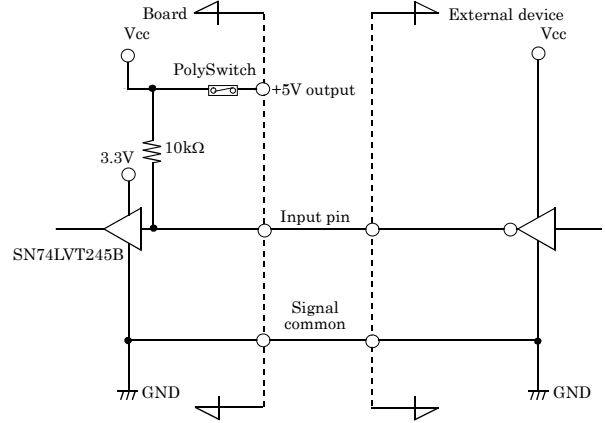 Board
External device
Vcc
Vcc
PolySwitch
+5V output
10kΩ
3.3V
Input pin
SN74LVT245B
Signal
common
GND
GND